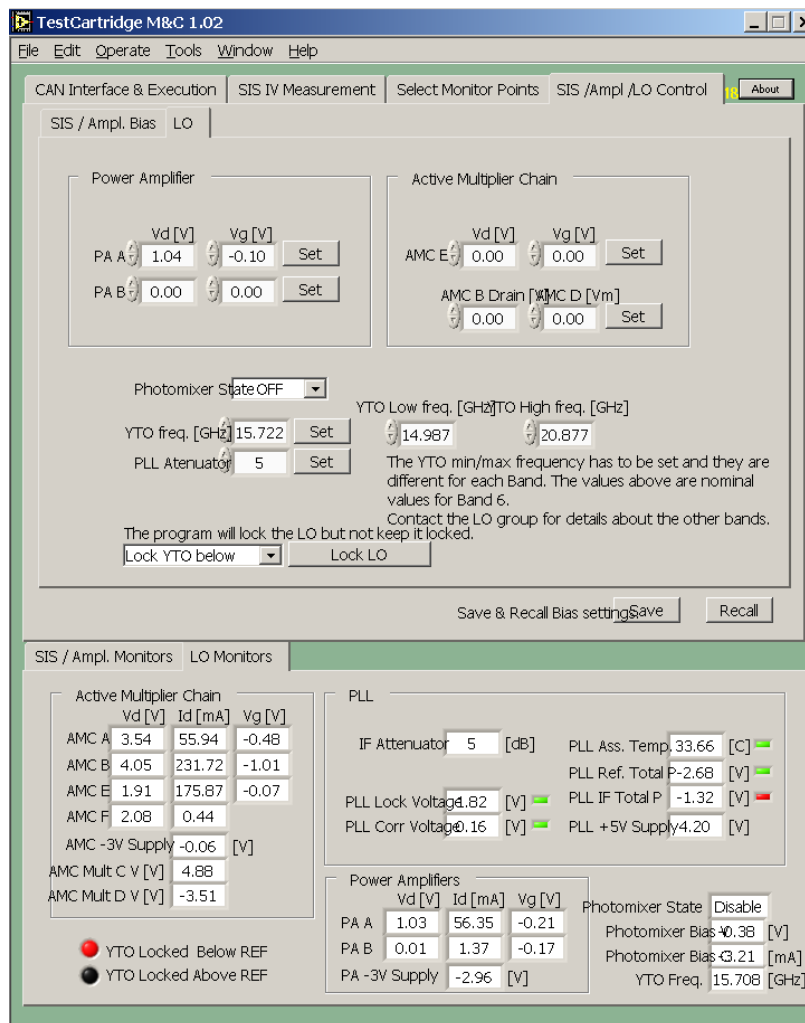 TestCartridge M&C 1.02
File Edit Operate Tools Window Help
CAN Interface & Execution SIS IV Measurement Select Monitor Points SIS /Ampl /LO Control 18 About
SIS / Ampl. Bias LO
Power Amplifier
Vd [V] Vg [V]
PA A 1.04 -0.10 Set
PA B 0.00 0.00 Set
Active Multiplier Chain
Vd [V] Vg [V]
AMC E 0.00 0.00 Set
AMC B Drain [V] AMC D [Vm]
0.00 0.00 Set
Photomixer State OFF
YTO freq. [GHz] 15.722 Set
PLL Atenuator 5 Set
YTO Low freq. [GHz] YTO High freq. [GHz]
14.987 20.877
The YTO min/max frequency has to be set and they are
different for each Band. The values above are nominal
values for Band 6.
Contact the LO group for details about the other bands.
The program will lock the LO but not keep it locked.
Lock YTO below Lock LO
Save & Recall Bias settings. Save Recall
SIS / Ampl. Monitors LO Monitors
Active Multiplier Chain
Vd [V] Id [mA] Vg [V]
AMC A 3.54 55.94 -0.48
AMC B 4.05 231.72 -1.01
AMC E 1.91 175.87 -0.07
AMC F 2.08 0.44
AMC -3V Supply -0.06 [V]
AMC Mult C V [V] 4.88
AMC Mult D V [V] -3.51
YTO Locked Below REF
YTO Locked Above REF
PLL
IF Attenuator 5 [dB]
PLL Lock Voltage 1.82 [V]
PLL Corr Voltage 0.16 [V]
PLL Ass. Temp. 33.66 [C]
PLL Ref. Total P -2.68 [V]
PLL IF Total P -1.32 [V]
PLL +5V Supply 4.20 [V]
Power Amplifiers
Vd [V] Id [mA] Vg [V]
PA A 1.03 56.35 -0.21
PA B 0.01 1.37 -0.17
PA -3V Supply -2.96 [V]
Photomixer State Disable
Photomixer Bias 0.38 [V]
Photomixer Bias 3.21 [mA]
YTO Freq. 15.708 [GHz]